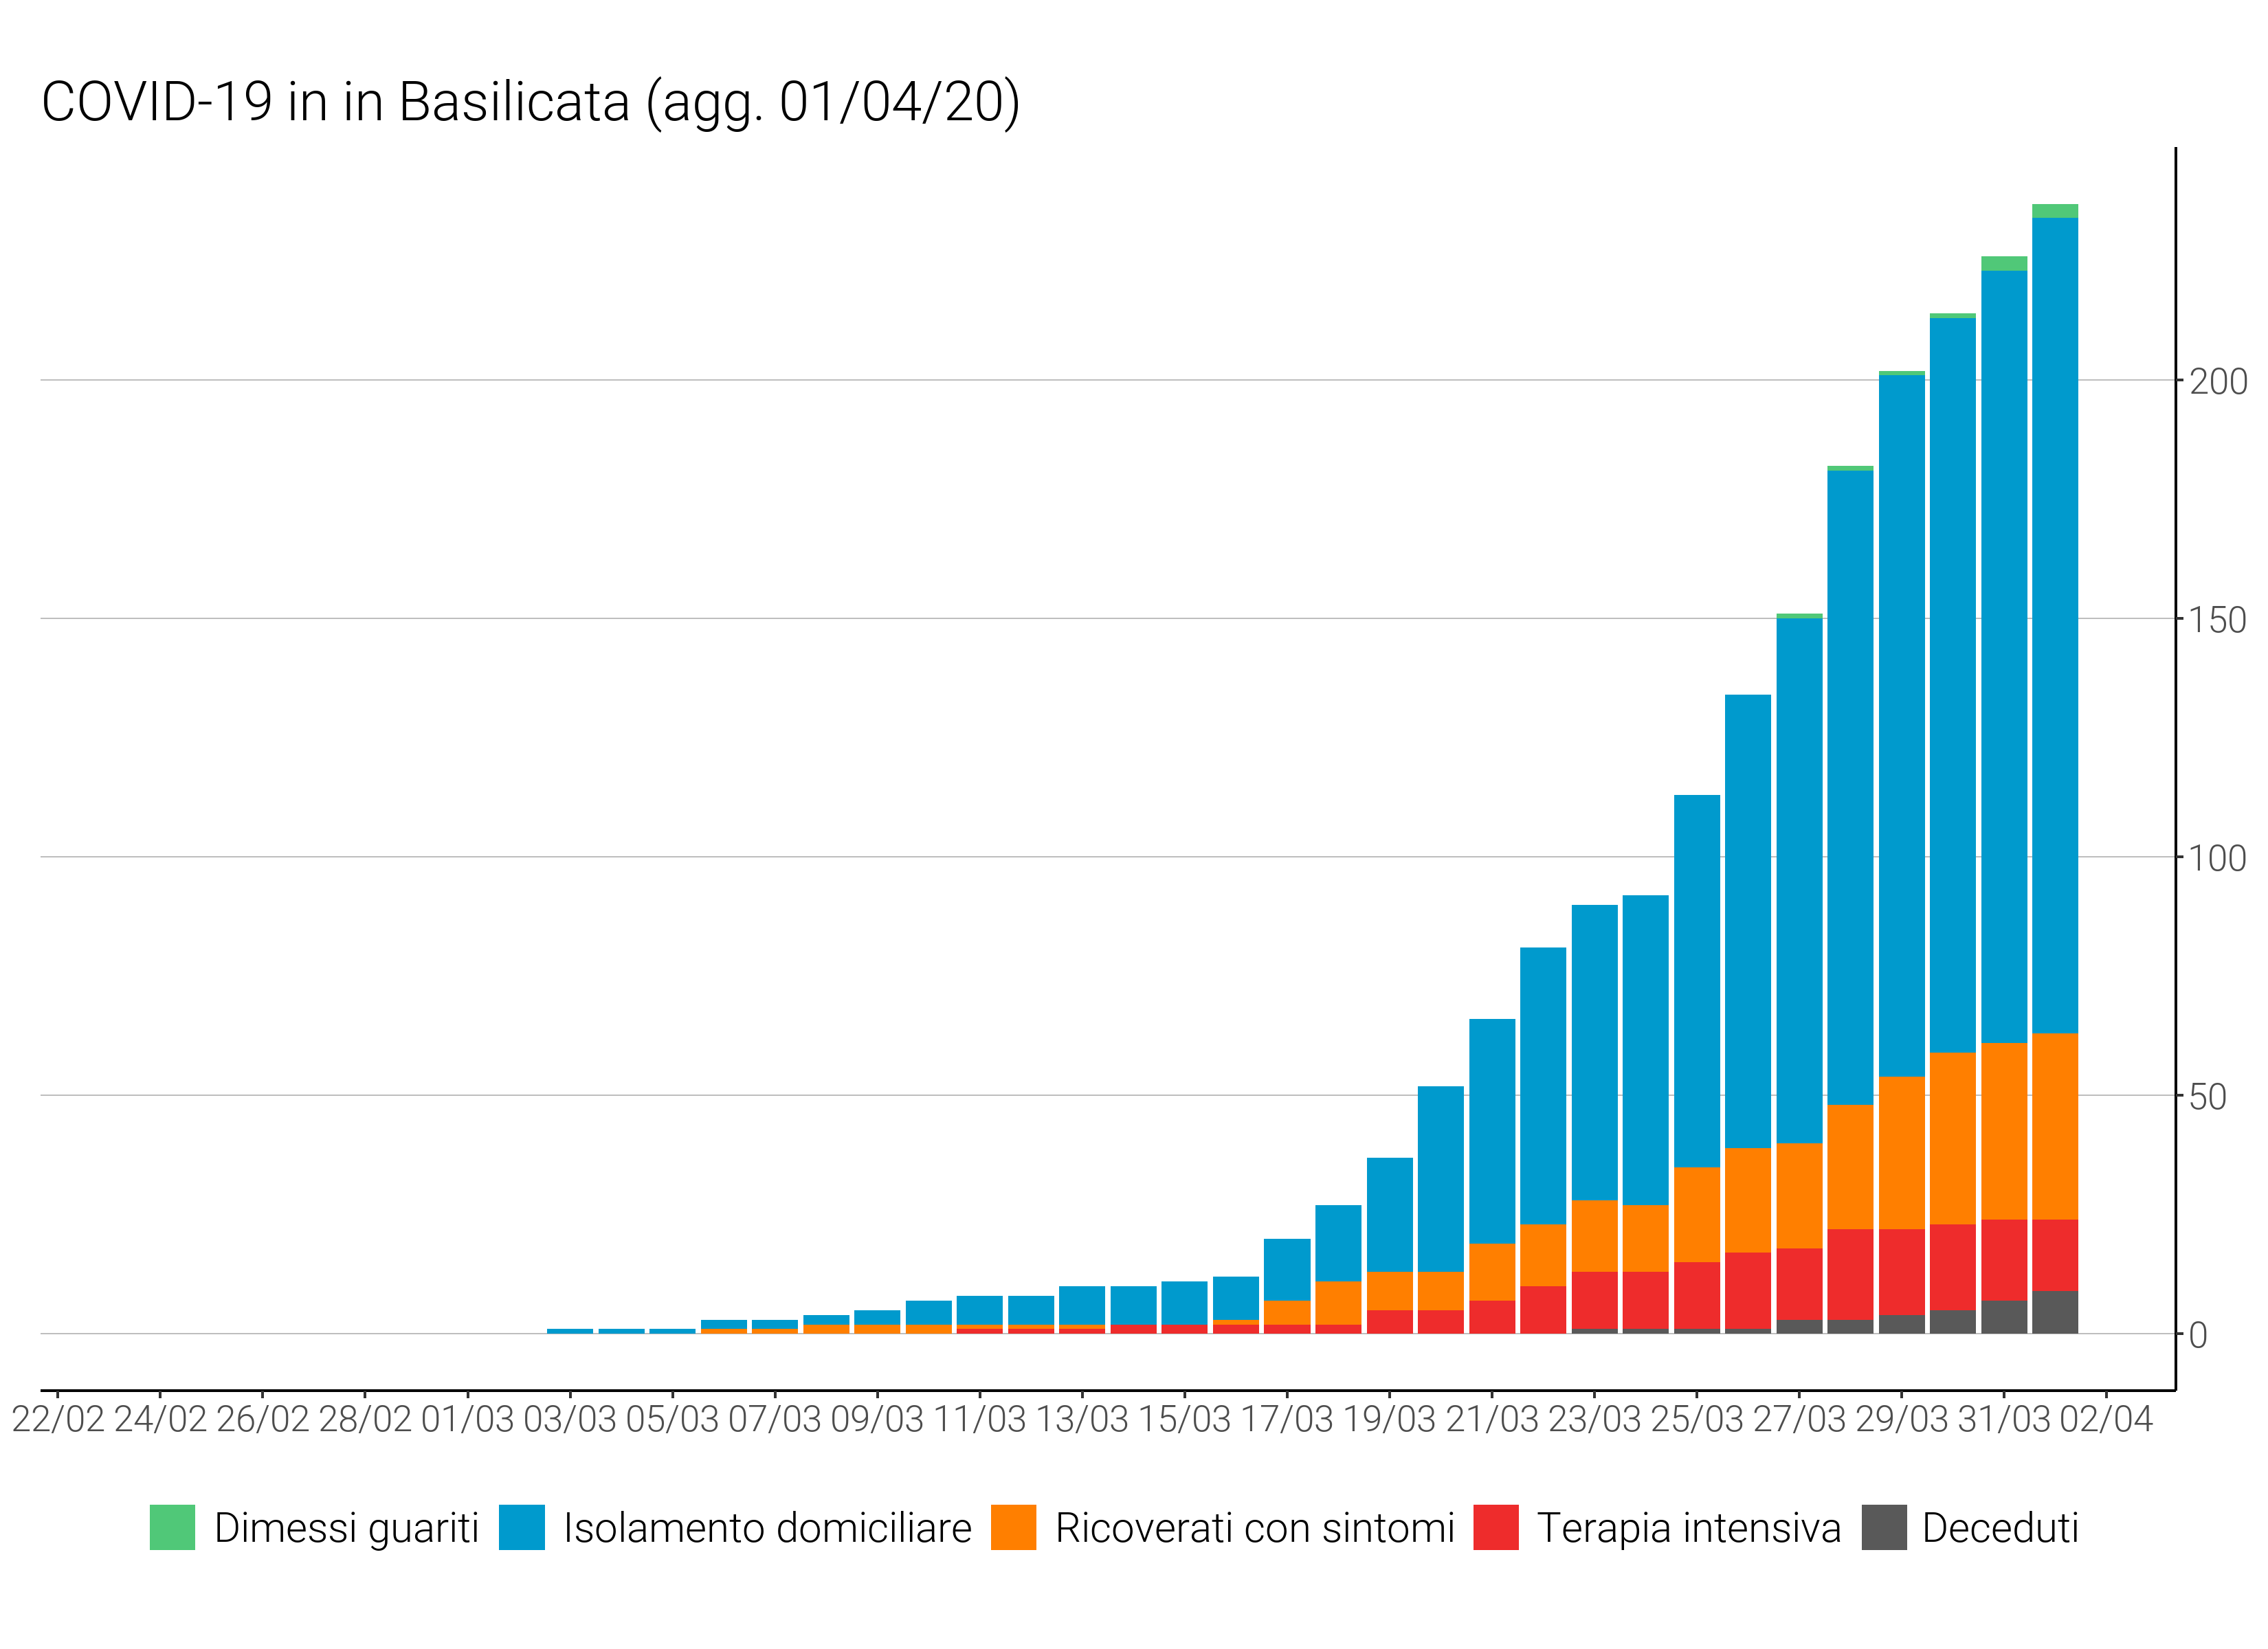 COVID-19 in in Basilicata (agg. 01/04/20)
200
150
100
50
0
22/02 24/02 26/02 28/02 01/03 03/03 05/03 07/03 09/03 11/03 13/03 15/03 17/03 19/03 21/03 23/03 25/03 27/03 29/03 31/03 02/04
Dimessi guariti Isolamento domiciliare Ricoverati con sintomi Terapia intensiva Deceduti